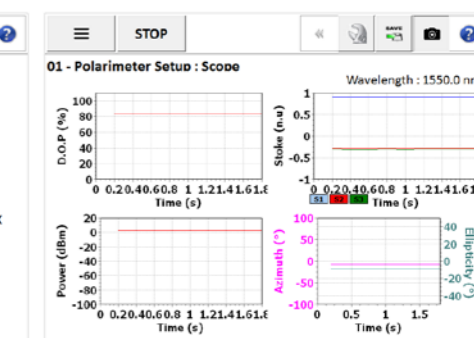 STOP
SAVE
01 - Polarimeter Setup : Scope
Wavelength : 1550.0 nm
D.O.P (%)
100
80
60
40
20
0
0 0.20.40.60.8 1 1.21.41.61.8
Time (s)
Stoke (n.u)
1
0.5
0
-0.5
-1
0 0.20.40.60.8 1 1.21.41.61
S1 S2 S3 Time (s)
Power (dBm)
20
0
-20
-40
-60
-80
-100
0 0.20.40.60.8 1 1.21.41.61.8
Time (s)
Azimuth (°)
100
50
0
-50
-100
40
20
0
-20
-40
Ellipticity (°)
0 0.5 1 1.5
Time (s)